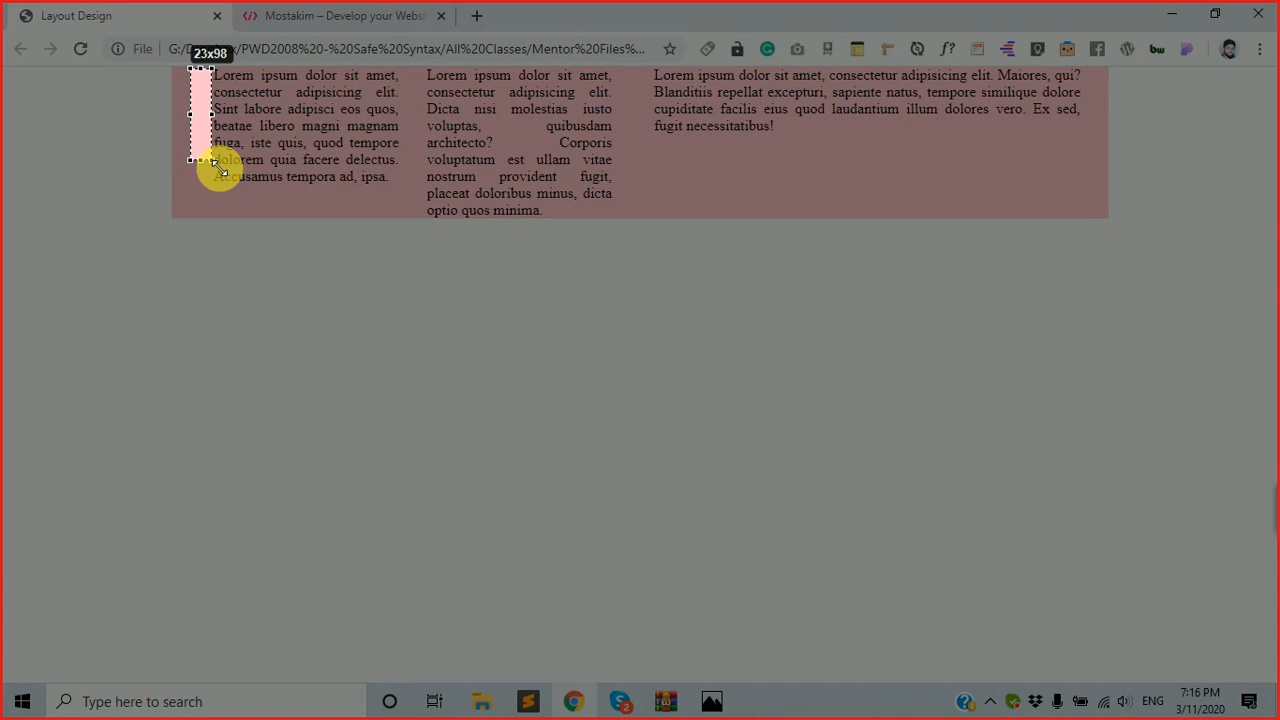 Layout Design
Mostakim – Develop your Websi
File
G:/D
x/PWD2008%20-%20Safe%20Syntax/All%20Classes/Mentor%20Files%...
23x98
Lorem ipsum dolor sit amet,
consectetur adipisicing elit.
Sint labore adipisci eos quos,
beatae libero magni magnam
fuga, iste quis, quod tempore
dolorem quia facere delectus.
Accusamus tempora ad, ipsa.
Lorem ipsum dolor sit amet,
consectetur adipisicing elit.
Dicta nisi molestias iusto
voluptas, quibusdam
architecto? Corporis
voluptatum est ullam vitae
nostrum provident fugit,
placeat doloribus minus, dicta
optio quos minima.
Lorem ipsum dolor sit amet, consectetur adipisicing elit. Maiores, qui?
Blanditiis repellat excepturi, sapiente natus, tempore similique dolore
cupiditate facilis eius quod laudantium illum dolores vero. Ex sed,
fugit necessitatibus!
Type here to search
ENG
7:16 PM
3/11/2020